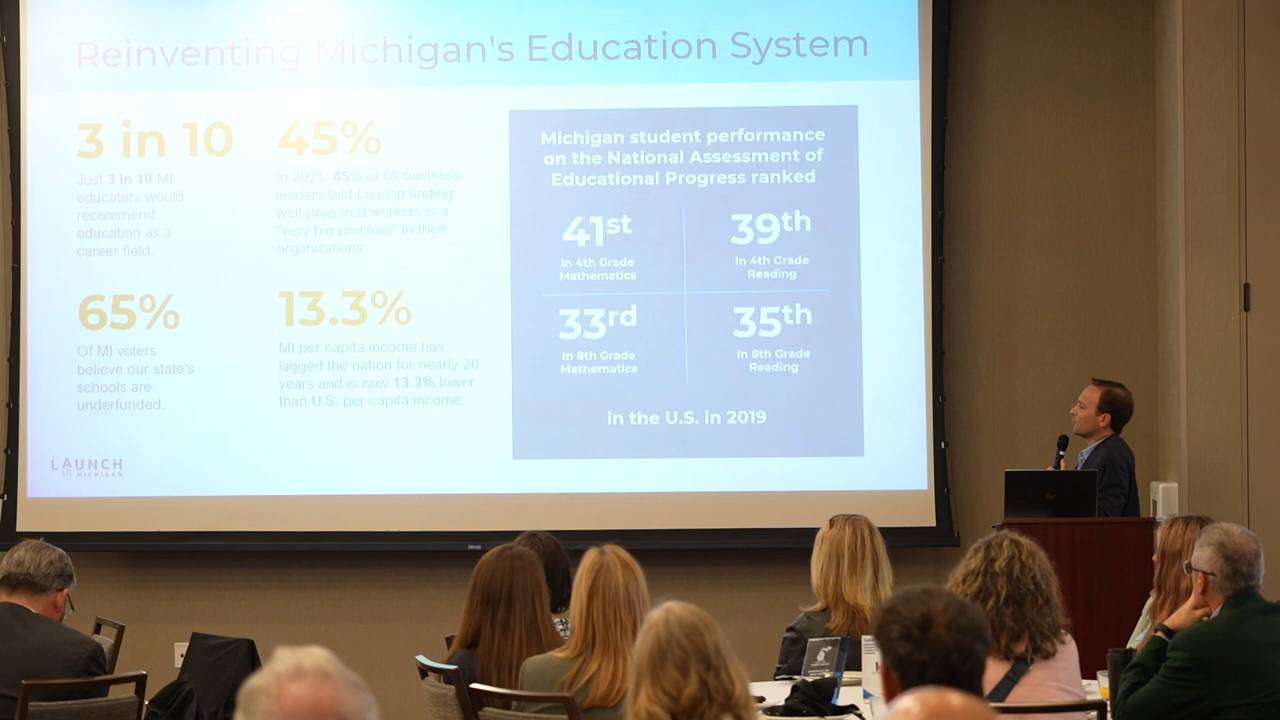 Reinventing Michigan's Education System
3 in 10
Just 3 in 10 MI
educators would
recommend
education as a
career field.
45%
In 2021, 45% of MI business
leaders told Launch finding
well-prepared workers is a
"very big problem" in their
organizations.
65%
Of MI voters
believe our state's
schools are
underfunded.
13.3%
MI per capita income has
lagged the nation for nearly 20
years and is now 13.3% lower
than U.S. per capita income.
Michigan student performance
on the National Assessment of
Educational Progress ranked
41st
In 4th Grade
Mathematics
39th
In 4th Grade
Reading
33rd
In 8th Grade
Mathematics
35th
In 8th Grade
Reading
in the U.S. in 2019
LAUNCH
MICHIGAN